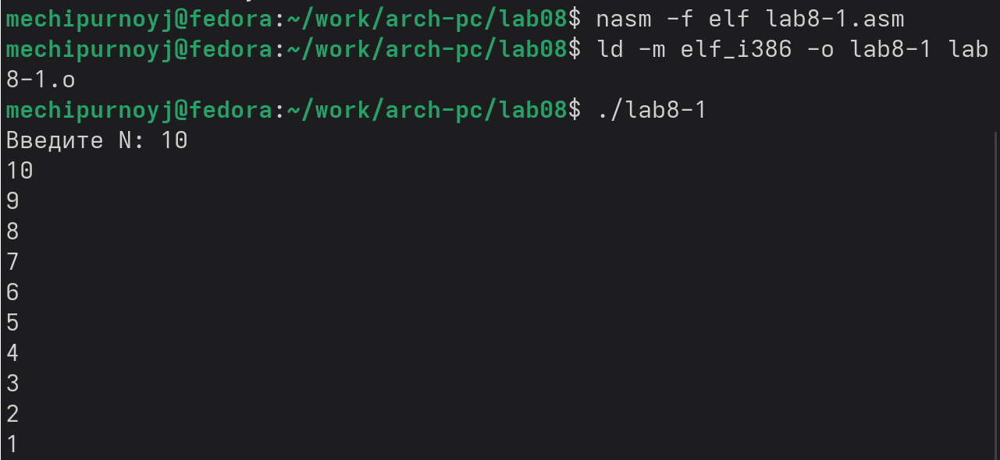 mechipurnoyj@fedora:~/work/arch-pc/lab08$ nasm -f elf lab8-1.asm
mechipurnoyj@fedora:~/work/arch-pc/lab08$ ld -m elf_i386 -o lab8-1 lab
8-1.o
mechipurnoyj@fedora:~/work/arch-pc/lab08$ ./lab8-1
Введите N: 10
10
9
8
7
6
5
4
3
2
1